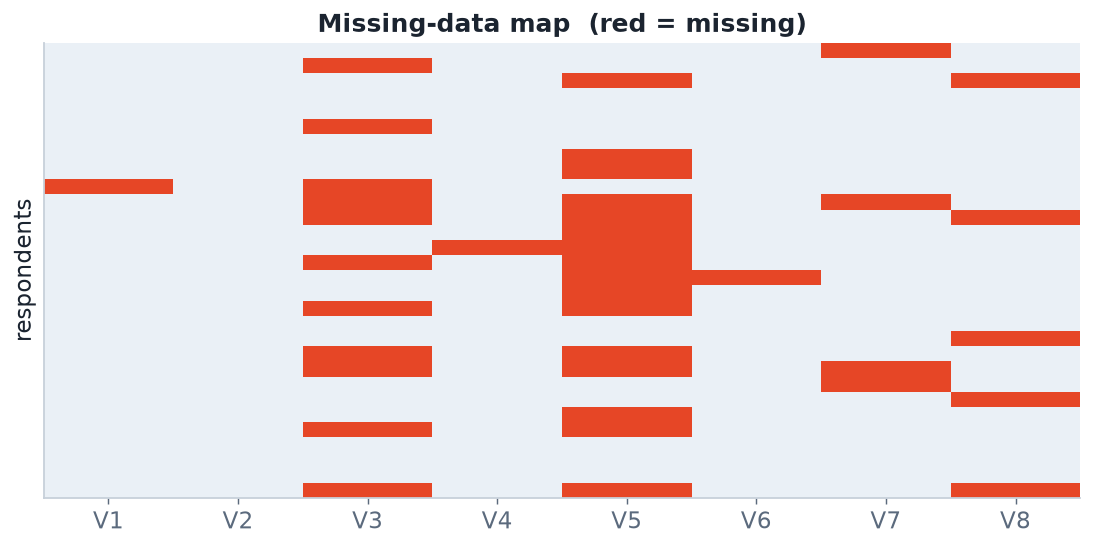 Missing-data map  (red = missing)
respondents
V1 V2 V3 V4 V5 V6 V7 V8